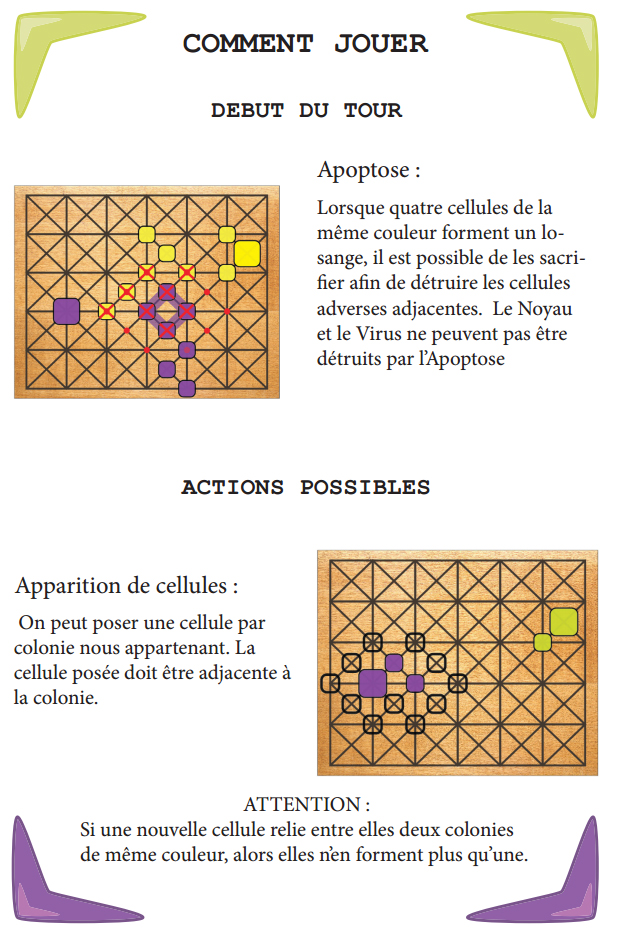 COMMENT JOUER
DEBUT DU TOUR
Apoptose :
Lorsque quatre cellules de la
même couleur forment un lo-
sange, il est possible de les sacri-
fier afin de détruire les cellules
adverses adjacentes. Le Noyau
et le Virus ne peuvent pas être
détruits par l'Apoptose
ACTIONS POSSIBLES
Apparition de cellules :
On peut poser une cellule par
colonie nous appartenant. La
cellule posée doit être adjacente à
la colonie.
ATTENTION :
Si une nouvelle cellule relie entre elles deux colonies
de même couleur, alors elles n'en forment plus qu'une.